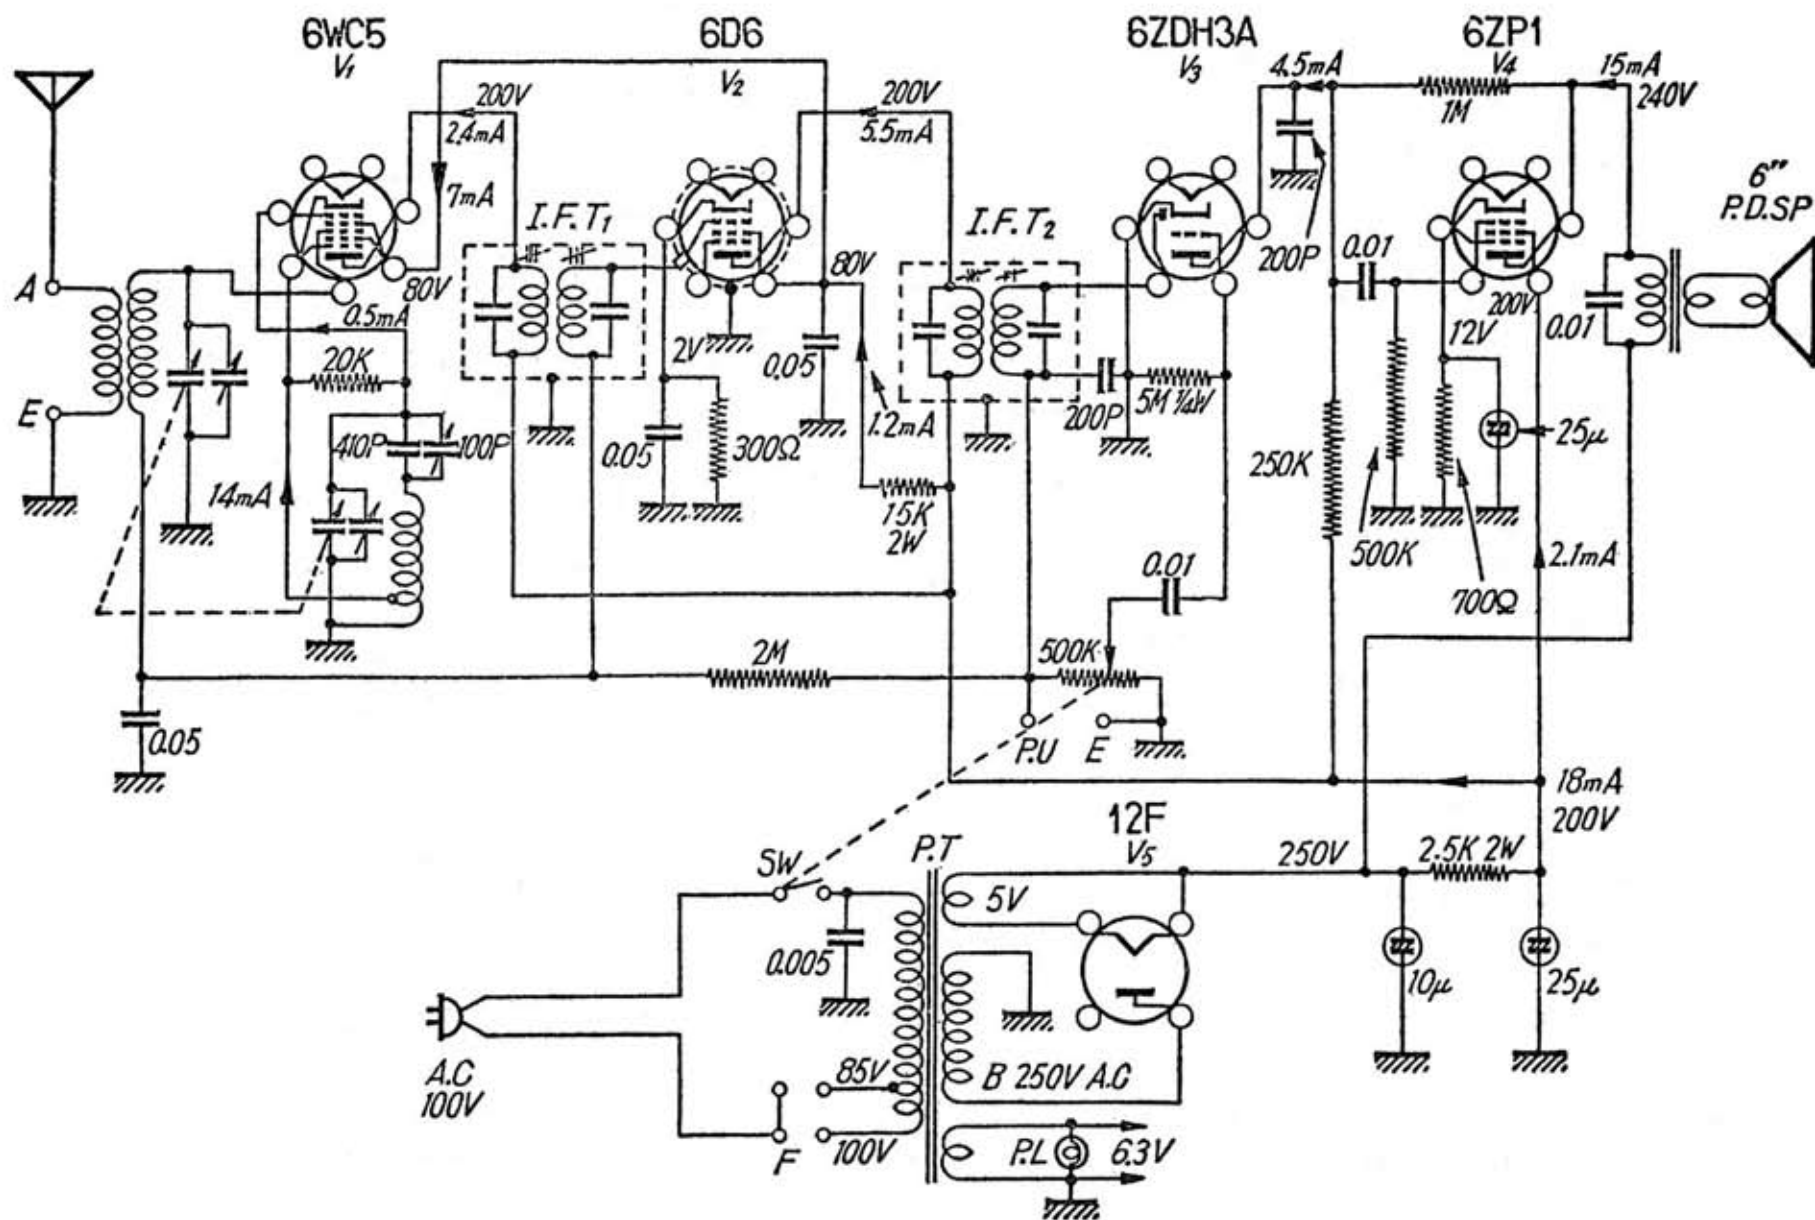 6WC5
V1
6D6
V2
6ZDH3A
V3
6ZP1
V4
4.5mA
15mA
240V
1M
200V
2.4mA
200V
5.5mA
7mA
I.F.T1
I.F.T2
200P
6″
P.D.SP
A
E
80V
0.5mA
20K
2V
80V
0.05
0.01
12V
200V
0.01
410P
100P
14mA
0.05
300Ω
1.2mA
15K
2W
200P
5M ¼W
250K
25μ
500K
700Ω
2.1mA
0.01
2M
500K
0.05
P.U
E
18mA
200V
12F
V5
SW
P.T
5V
250V
2.5K 2W
0.005
10μ
25μ
A.C
100V
85V
B 250V A.C
F
100V
P.L
6.3V